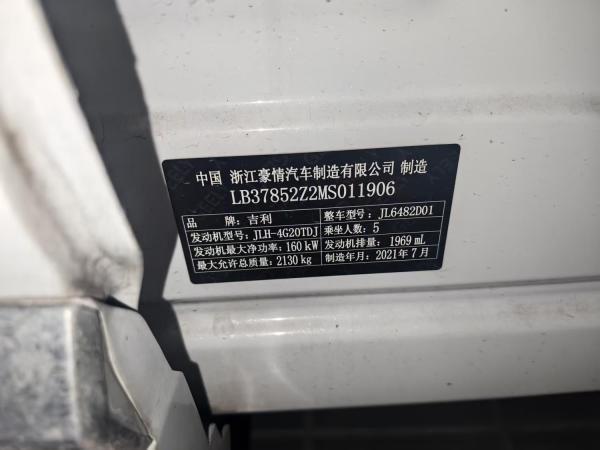 中国 浙江豪情汽车制造有限公司 制造
LB37852Z2MS011906
品 牌：吉利 整车型号：JL6482D01
发动机型号：JLH-4G20TDJ 乘坐人数：5
发动机最大净功率：160 kW 发动机排量：1969 mL
最大允许总质量：2130 kg 制造年月：2021年7月